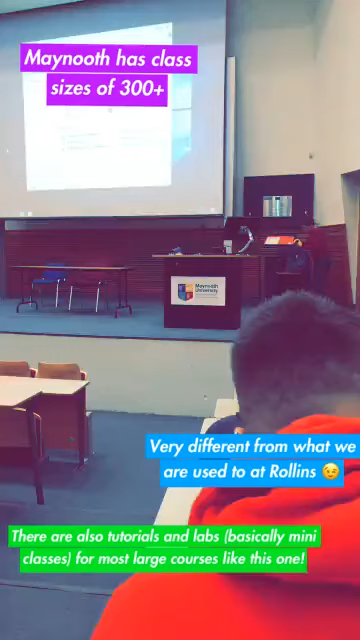 Maynooth has class
sizes of 300+
Maynooth
University
Very different from what we
are used to at Rollins 😉
There are also tutorials and labs (basically mini
classes) for most large courses like this one!